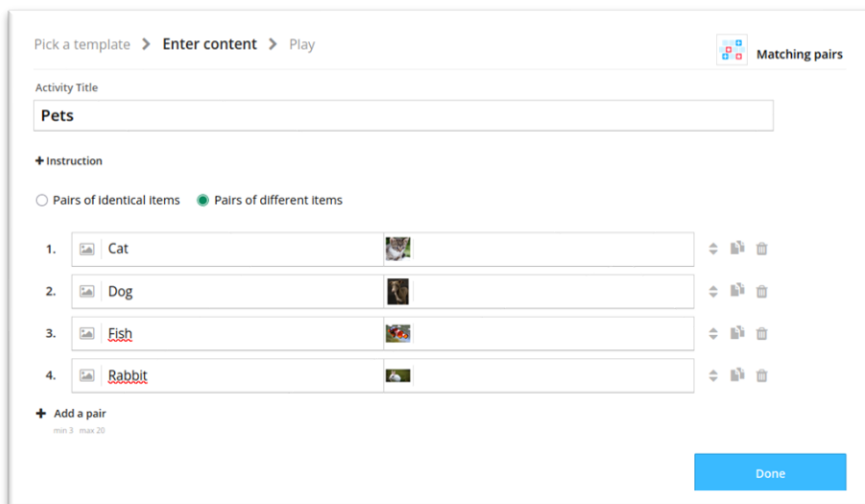 Pick a template > Enter content > Play
Matching pairs
Activity Title
Pets
+ Instruction
Pairs of identical items Pairs of different items
1. Cat
2. Dog
3. Fish
4. Rabbit
+ Add a pair
min 3 max 20
Done